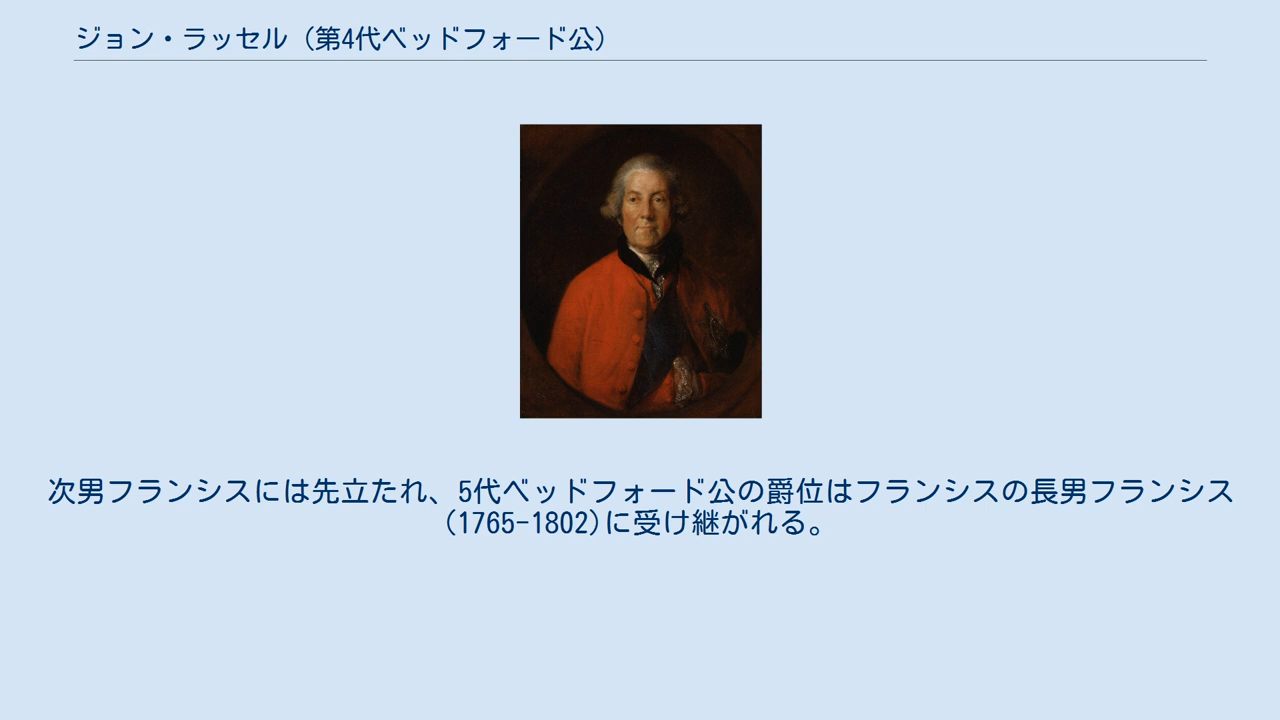 ジョン・ラッセル（第4代ベッドフォード公）
次男フランシスには先立たれ、5代ベッドフォード公の爵位はフランシスの長男フランシス
(1765-1802)に受け継がれる。